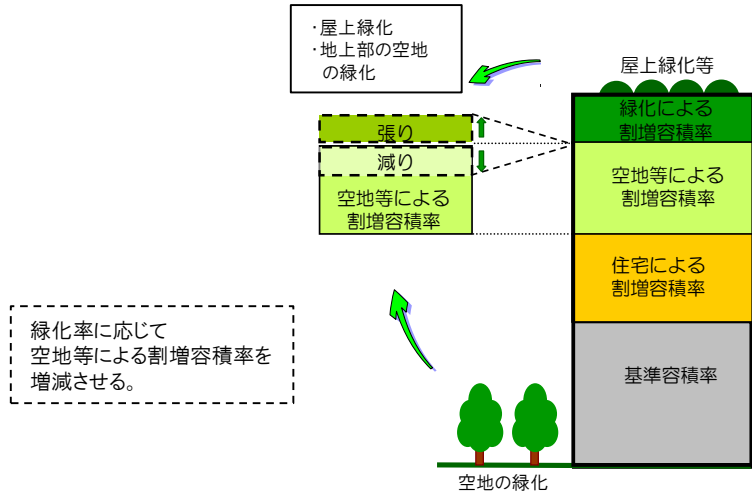 ・屋上緑化
・地上部の空地
の緑化
屋上緑化等
緑化による
割増容積率
張り
減り
空地等による
割増容積率
空地等による
割増容積率
住宅による
割増容積率
緑化率に応じて
空地等による割増容積率を
増減させる。
基準容積率
空地の緑化